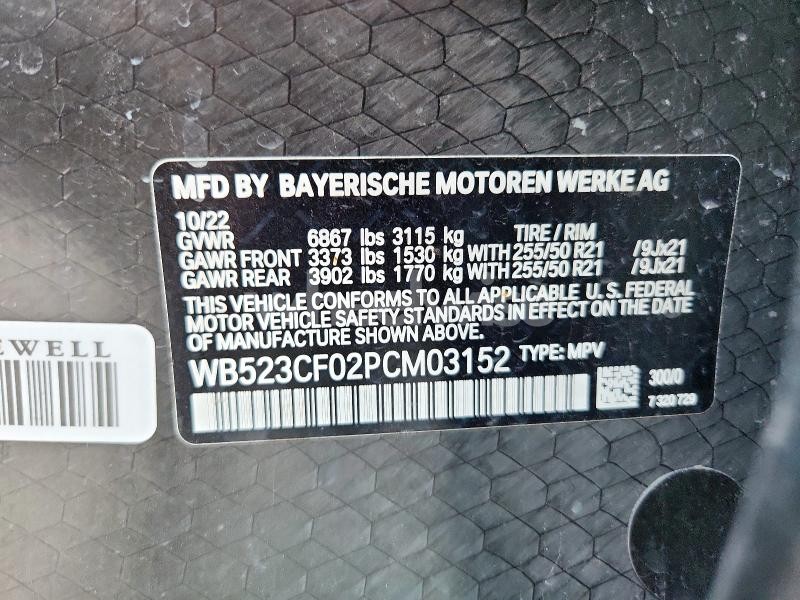 MFD BY BAYERISCHE MOTOREN WERKE AG
10/22 TIRE / RIM
GVWR 6867 lbs 3115 kg
GAWR FRONT 3373 lbs 1530 kg WITH 255/50 R21 /9Jx21
GAWR REAR 3902 lbs 1770 kg WITH 255/50 R21 /9Jx21
THIS VEHICLE CONFORMS TO ALL APPLICABLE U.S. FEDERAL
MOTOR VEHICLE SAFETY STANDARDS IN EFFECT ON THE DATE
OF MANUFACTURE SHOWN ABOVE.
WB523CF02PCM03152 TYPE: MPV
300/0
7 320 729
EWELL